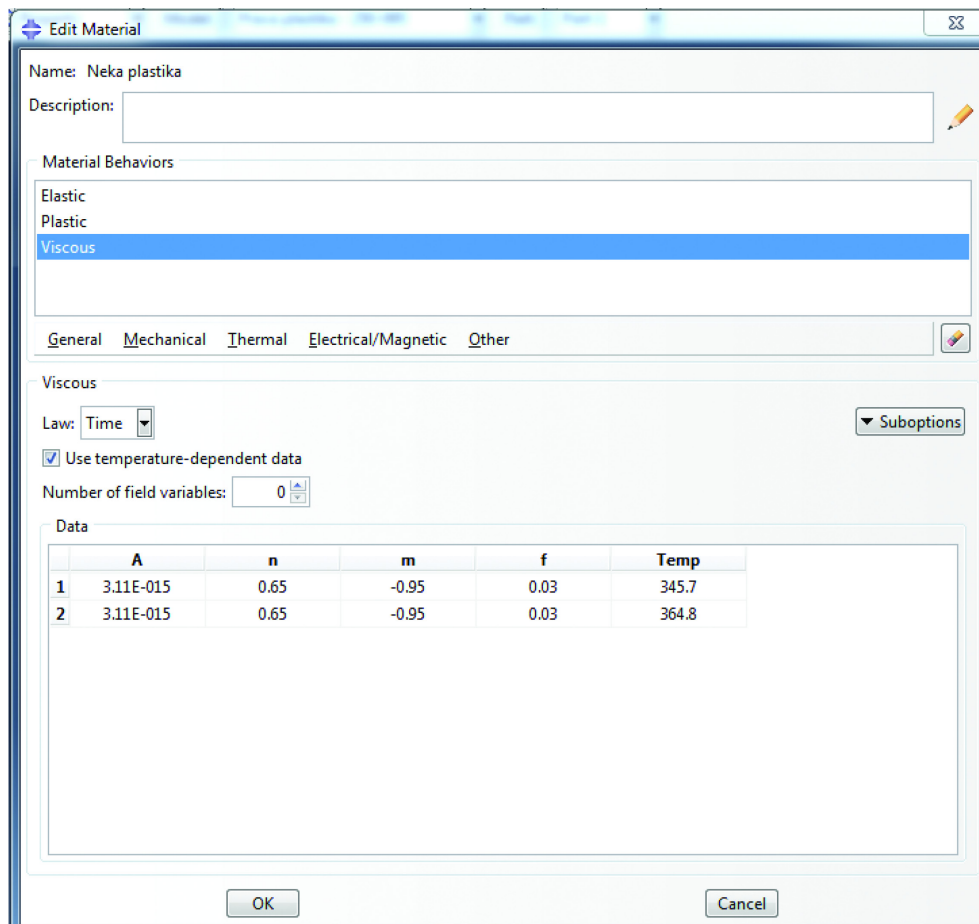 Edit Material
Name: Neka plastika
Description:
Material Behaviors
Elastic
Plastic
Viscous
General Mechanical Thermal Electrical/Magnetic Other
Viscous
Law: Time
Suboptions
Use temperature-dependent data
Number of field variables: 0
Data
A n m f Temp
1 3.11E-015 0.65 -0.95 0.03 345.7
2 3.11E-015 0.65 -0.95 0.03 364.8
OK Cancel